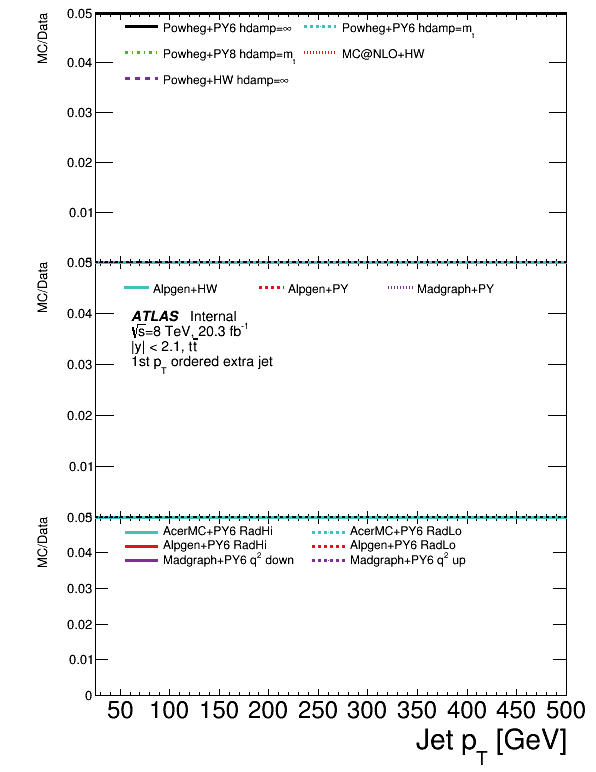 MC/Data
0.05
0.04
0.03
0.02
0.01
Powheg+PY6 hdamp=∞
Powheg+PY6 hdamp=m_t
Powheg+PY8 hdamp=m_t
MC@NLO+HW
Powheg+HW hdamp=∞
MC/Data
0.05
0.04
0.03
0.02
0.01
Alpgen+HW
Alpgen+PY
Madgraph+PY
ATLAS Internal
√s=8 TeV, 20.3 fb⁻¹
|y| < 2.1, tt̄
1st p_T ordered extra jet
MC/Data
0.05
0.04
0.03
0.02
0.01
0
AcerMC+PY6 RadHi
AcerMC+PY6 RadLo
Alpgen+PY6 RadHi
Alpgen+PY6 RadLo
Madgraph+PY6 q² down
Madgraph+PY6 q² up
50 100 150 200 250 300 350 400 450 500
Jet p_T [GeV]